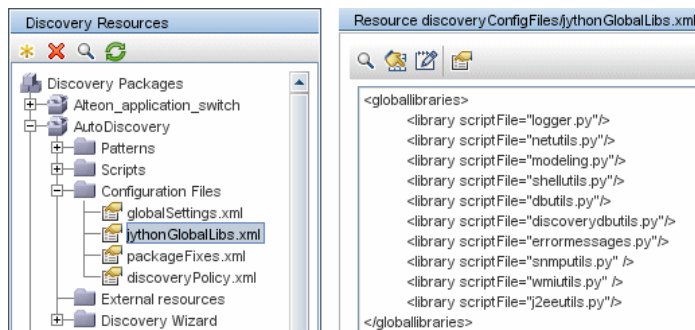 Discovery Resources
Discovery Packages
Alteon_application_switch
AutoDiscovery
Patterns
Scripts
Configuration Files
globalSettings.xml
jythonGlobalLibs.xml
packageFixes.xml
discoveryPolicy.xml
External resources
Discovery Wizard
Resource discoveryConfigFiles/jythonGlobalLibs.xml
<globallibraries>
<library scriptFile="logger.py"/>
<library scriptFile="netutils.py"/>
<library scriptFile="modeling.py"/>
<library scriptFile="shellutils.py"/>
<library scriptFile="dbutils.py"/>
<library scriptFile="discoverydbutils.py"/>
<library scriptFile="errormessages.py"/>
<library scriptFile="snmputils.py" />
<library scriptFile="wmiutils.py" />
<library scriptFile="j2eeutils.py"/>
</globallibraries>